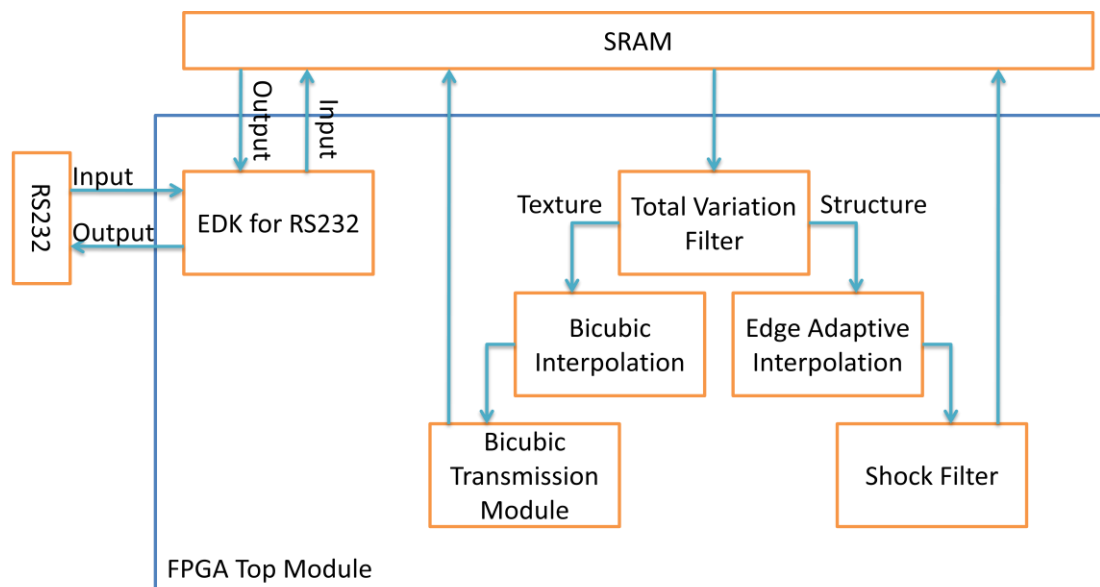 SRAM
Output
Input
RS232
Input
Output
EDK for RS232
Texture
Total Variation
Filter
Structure
Bicubic
Interpolation
Edge Adaptive
Interpolation
Bicubic
Transmission
Module
Shock Filter
FPGA Top Module